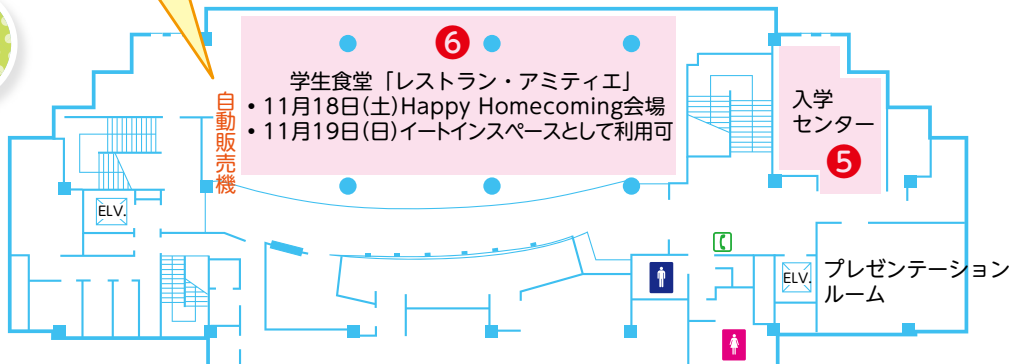 ❻
学生食堂「レストラン・アミティエ」
• 11月18日(土)Happy Homecoming会場
• 11月19日(日)イートインスペースとして利用可
自動販売機
入学
センター
❺
ELV.
ELV.
プレゼンテーション
ルーム